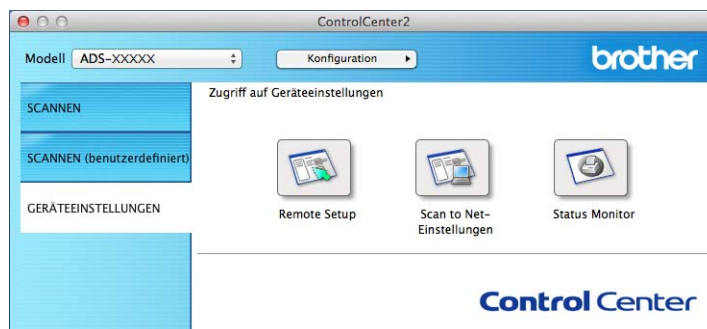 ControlCenter2
Modell ADS-XXXXX Konfiguration
brother
SCANNEN
SCANNEN (benutzerdefiniert)
GERÄTEEINSTELLUNGEN
Zugriff auf Geräteeinstellungen
Remote Setup
Scan to Net-
Einstellungen
Status Monitor
Control Center